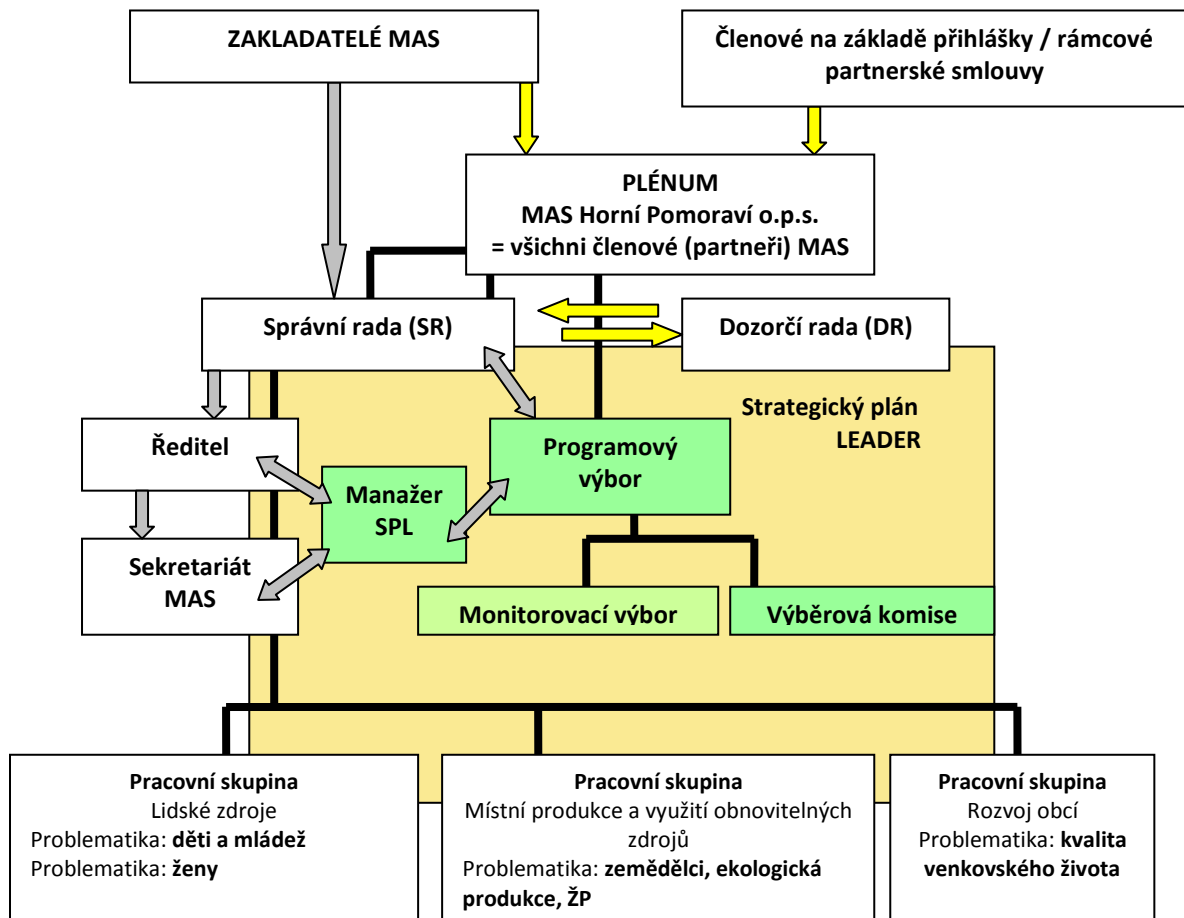 ZAKLADATELÉ MAS
Členové na základě přihlášky / rámcové
partnerské smlouvy
PLÉNUM
MAS Horní Pomoraví o.p.s.
= všichni členové (partneři) MAS
Správní rada (SR)
Dozorčí rada (DR)
Strategický plán
LEADER
Ředitel
Programový
výbor
Manažer
SPL
Sekretariát
MAS
Monitorovací výbor
Výběrová komise
Pracovní skupina
Lidské zdroje
Problematika: děti a mládež
Problematika: ženy
Pracovní skupina
Místní produkce a využití obnovitelných
zdrojů
Problematika: zemědělci, ekologická
produkce, ŽP
Pracovní skupina
Rozvoj obcí
Problematika: kvalita
venkovského života